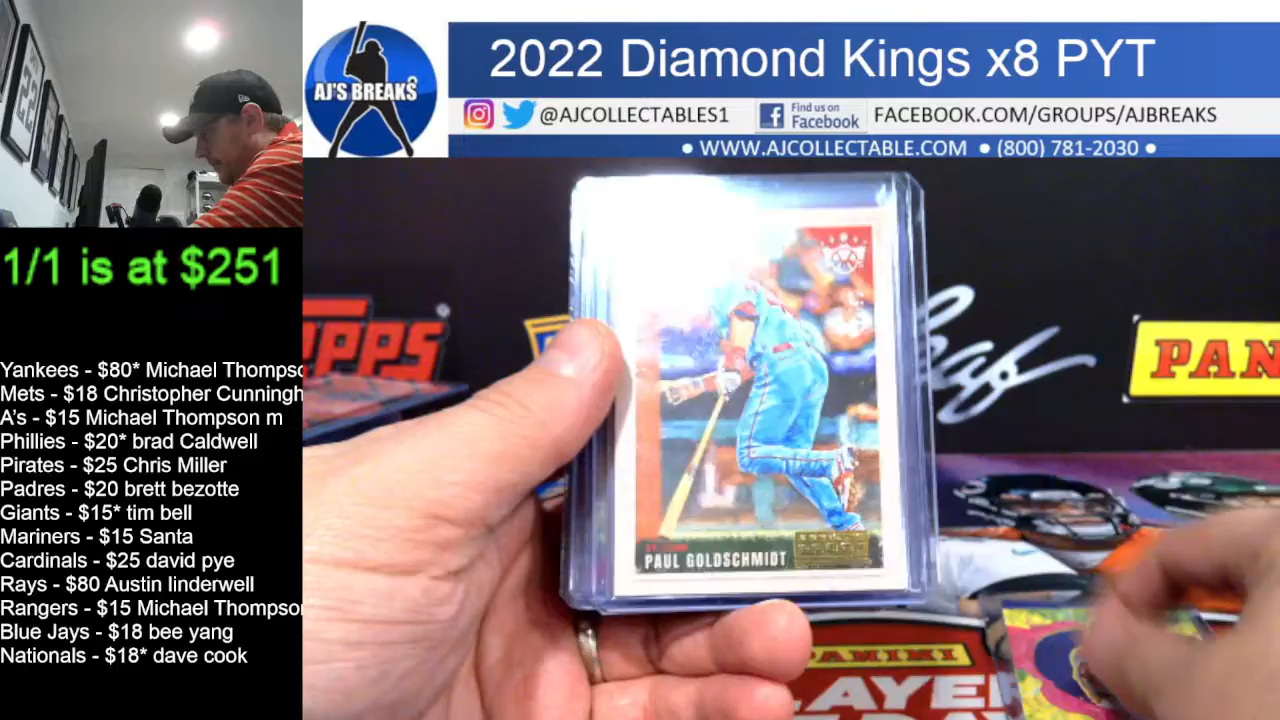 2022 Diamond Kings x8 PYT
AJ'S BREAKS
@AJCOLLECTABLES1
Find us on
Facebook
FACEBOOK.COM/GROUPS/AJBREAKS
• WWW.AJCOLLECTABLE.COM • (800) 781-2030 •
1/1 is at $251
Yankees - $80* Michael Thompso
Mets - $18 Christopher Cunningh
A's - $15 Michael Thompson m
Phillies - $20* brad Caldwell
Pirates - $25 Chris Miller
Padres - $20 brett bezotte
Giants - $15* tim bell
Mariners - $15 Santa
Cardinals - $25 david pye
Rays - $80 Austin linderwell
Rangers - $15 Michael Thompso
Blue Jays - $18 bee yang
Nationals - $18* dave cook
OPPS
PAN
PAUL GOLDSCHMIDT
PANINI